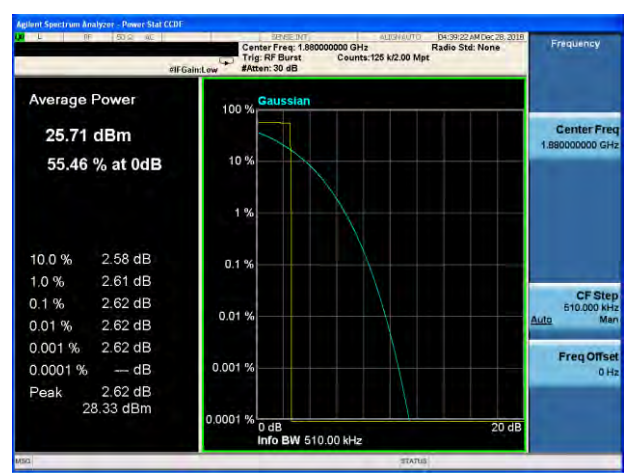 Agilent Spectrum Analyzer - Power Stat CCDF
L RF 50 Ω AC SENSE:INT ALIGN AUTO 04:39:22 AM Dec 28, 2018
Center Freq: 1.880000000 GHz Radio Std: None
Trig: RF Burst Counts:126 k/2.00 Mpt
#IFGain:Low #Atten: 30 dB
Frequency
Average Power
25.71 dBm
55.46 % at 0dB
10.0 % 2.58 dB
1.0 % 2.61 dB
0.1 % 2.62 dB
0.01 % 2.62 dB
0.001 % 2.62 dB
0.0001 % --- dB
Peak 2.62 dB
28.33 dBm
Gaussian
100 %
10 %
1 %
0.1 %
0.01 %
0.001 %
0.0001 %
0 dB 20 dB
Info BW 510.00 kHz
Center Freq
1.880000000 GHz
CF Step
510.000 kHz
Auto Man
Freq Offset
0 Hz
MSG STATUS